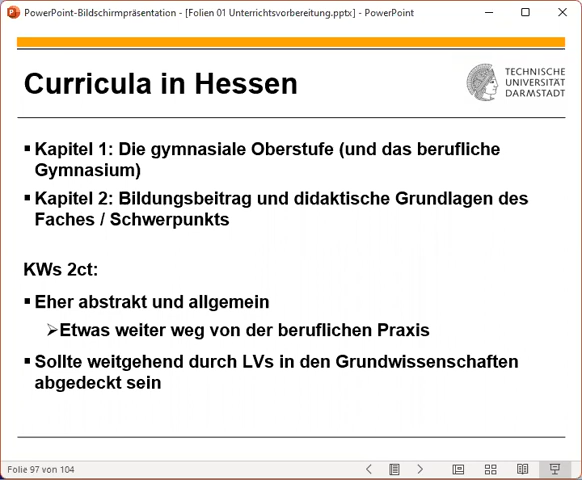 PowerPoint-Bildschirmpräsentation - [Folien 01 Unterrichtsvorbereitung.pptx] - PowerPoint
Curricula in Hessen
TECHNISCHE
UNIVERSITÄT
DARMSTADT
▪ Kapitel 1: Die gymnasiale Oberstufe (und das berufliche
Gymnasium)
▪ Kapitel 2: Bildungsbeitrag und didaktische Grundlagen des
Faches / Schwerpunkts
KWs 2ct:
▪ Eher abstrakt und allgemein
➢Etwas weiter weg von der beruflichen Praxis
▪ Sollte weitgehend durch LVs in den Grundwissenschaften
abgedeckt sein
Folie 97 von 104